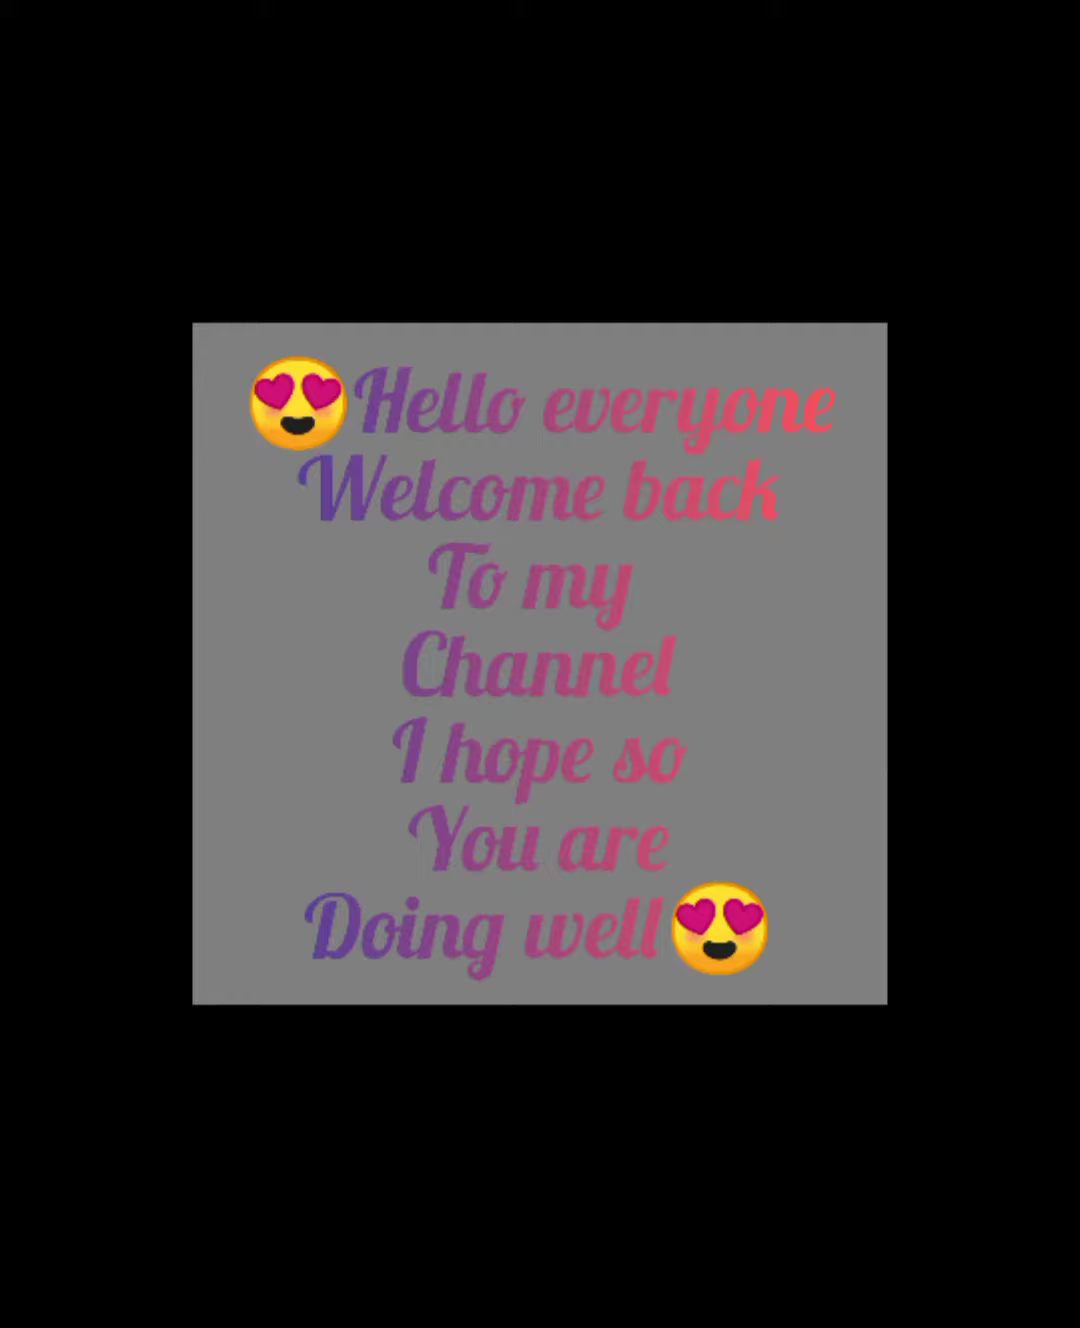 😍Hello everyone
Welcome back
To my
Channel
I hope so
You are
Doing well😍